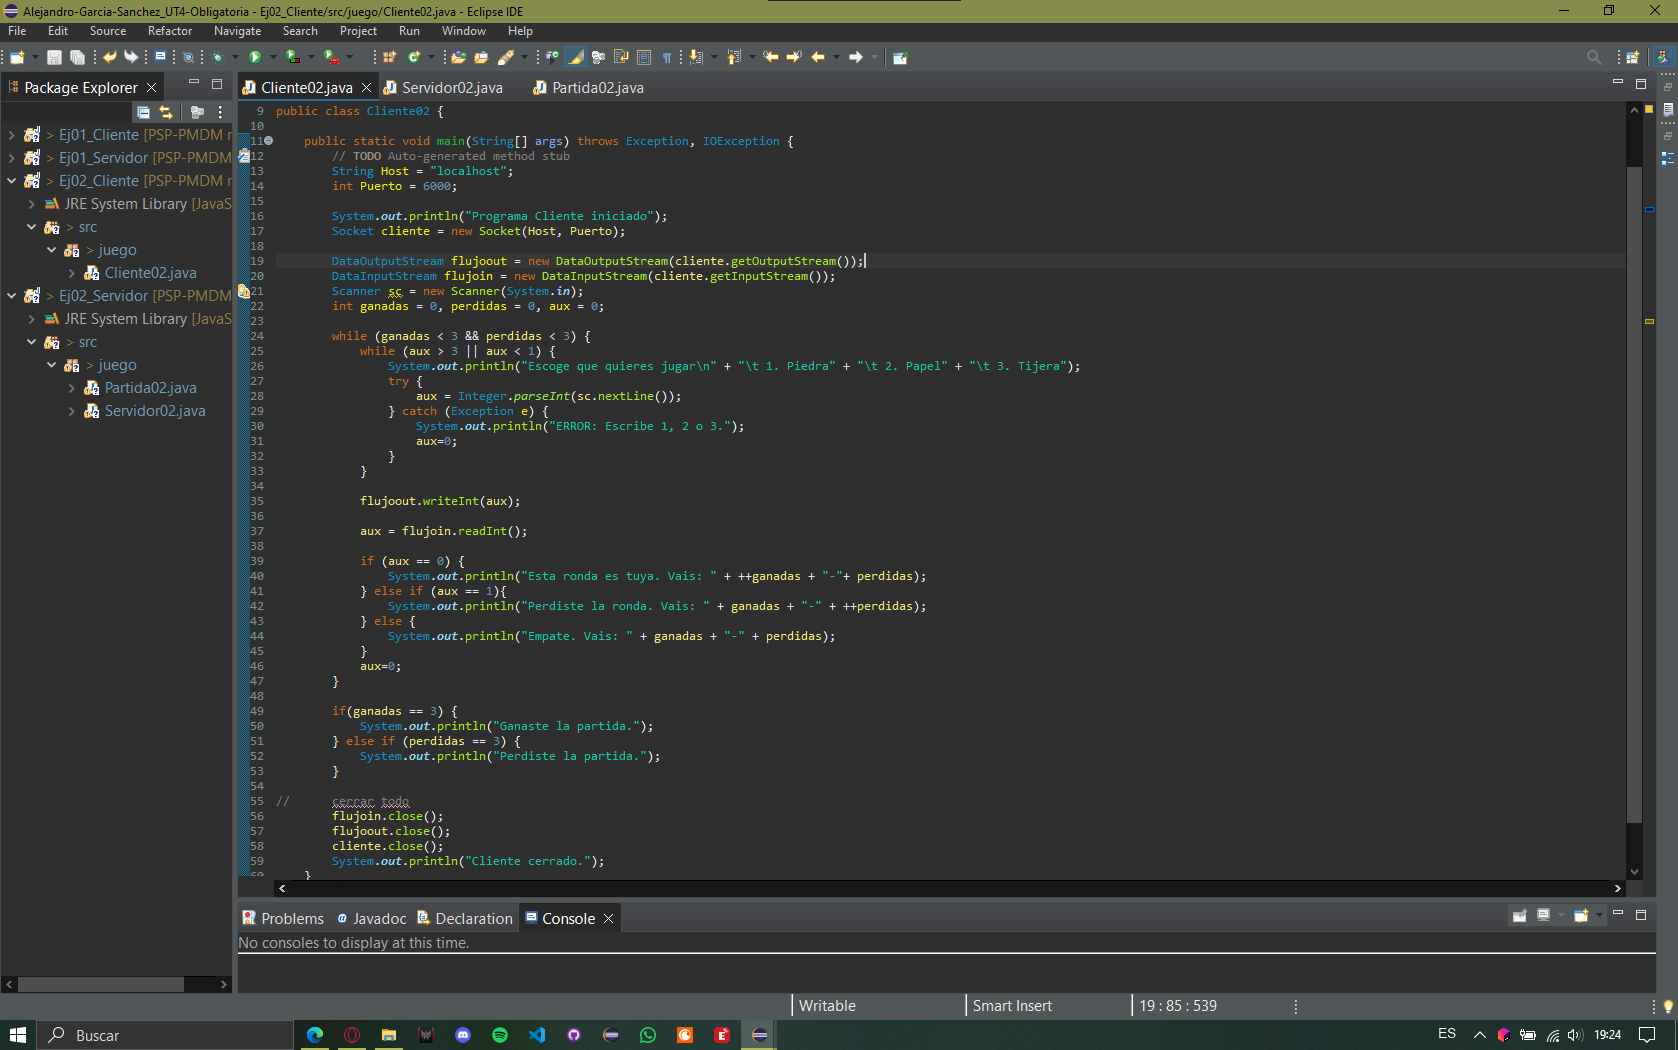 Alejandro-Garcia-Sanchez_UT4-Obligatoria - Ej02_Cliente/src/juego/Cliente02.java - Eclipse IDE
File Edit Source Refactor Navigate Search Project Run Window Help
Package Explorer
Cliente02.java Servidor02.java Partida02.java
> Ej01_Cliente [PSP-PMDM r
> Ej01_Servidor [PSP-PMDM
> Ej02_Cliente [PSP-PMDM r
JRE System Library [JavaS
> src
> juego
Cliente02.java
> Ej02_Servidor [PSP-PMDM
JRE System Library [JavaS
> src
> juego
Partida02.java
Servidor02.java
9 public class Cliente02 {
10
11 public static void main(String[] args) throws Exception, IOException {
12 // TODO Auto-generated method stub
13 String Host = "localhost";
14 int Puerto = 6000;
15
16 System.out.println("Programa Cliente iniciado");
17 Socket cliente = new Socket(Host, Puerto);
18
19 DataOutputStream flujoout = new DataOutputStream(cliente.getOutputStream());
20 DataInputStream flujoin = new DataInputStream(cliente.getInputStream());
21 Scanner sc = new Scanner(System.in);
22 int ganadas = 0, perdidas = 0, aux = 0;
23
24 while (ganadas < 3 && perdidas < 3) {
25 while (aux > 3 || aux < 1) {
26 System.out.println("Escoge que quieres jugar\n" + "\t 1. Piedra" + "\t 2. Papel" + "\t 3. Tijera");
27 try {
28 aux = Integer.parseInt(sc.nextLine());
29 } catch (Exception e) {
30 System.out.println("ERROR: Escribe 1, 2 o 3.");
31 aux=0;
32 }
33 }
34
35 flujoout.writeInt(aux);
36
37 aux = flujoin.readInt();
38
39 if (aux == 0) {
40 System.out.println("Esta ronda es tuya. Vais: " + ++ganadas + "-"+ perdidas);
41 } else if (aux == 1){
42 System.out.println("Perdiste la ronda. Vais: " + ganadas + "-" + ++perdidas);
43 } else {
44 System.out.println("Empate. Vais: " + ganadas + "-" + perdidas);
45 }
46 aux=0;
47 }
48
49 if(ganadas == 3) {
50 System.out.println("Ganaste la partida.");
51 } else if (perdidas == 3) {
52 System.out.println("Perdiste la partida.");
53 }
54
55 // cerrar todo
56 flujoin.close();
57 flujoout.close();
58 cliente.close();
59 System.out.println("Cliente cerrado.");
60 }
Problems Javadoc Declaration Console
No consoles to display at this time.
Writable Smart Insert 19 : 85 : 539
Buscar
ES 19:24